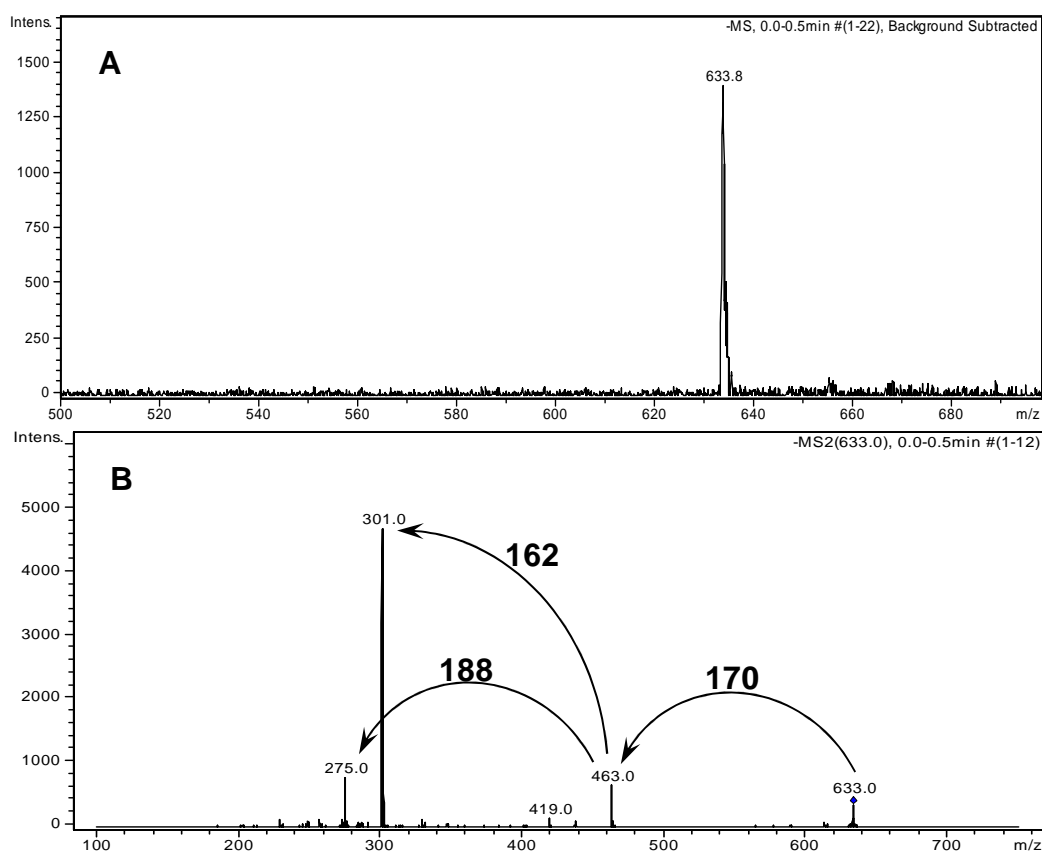 Intens.
-MS, 0.0-0.5min #(1-22), Background Subtracted
A
1500
1250
1000
750
500
250
0
633.8
500 520 540 560 580 600 620 640 660 680 m/z
Intens.
-MS2(633.0), 0.0-0.5min #(1-12)
B
5000
4000
3000
2000
1000
0
301.0
162
188
170
275.0
419.0
463.0
633.0
100 200 300 400 500 600 700 m/z